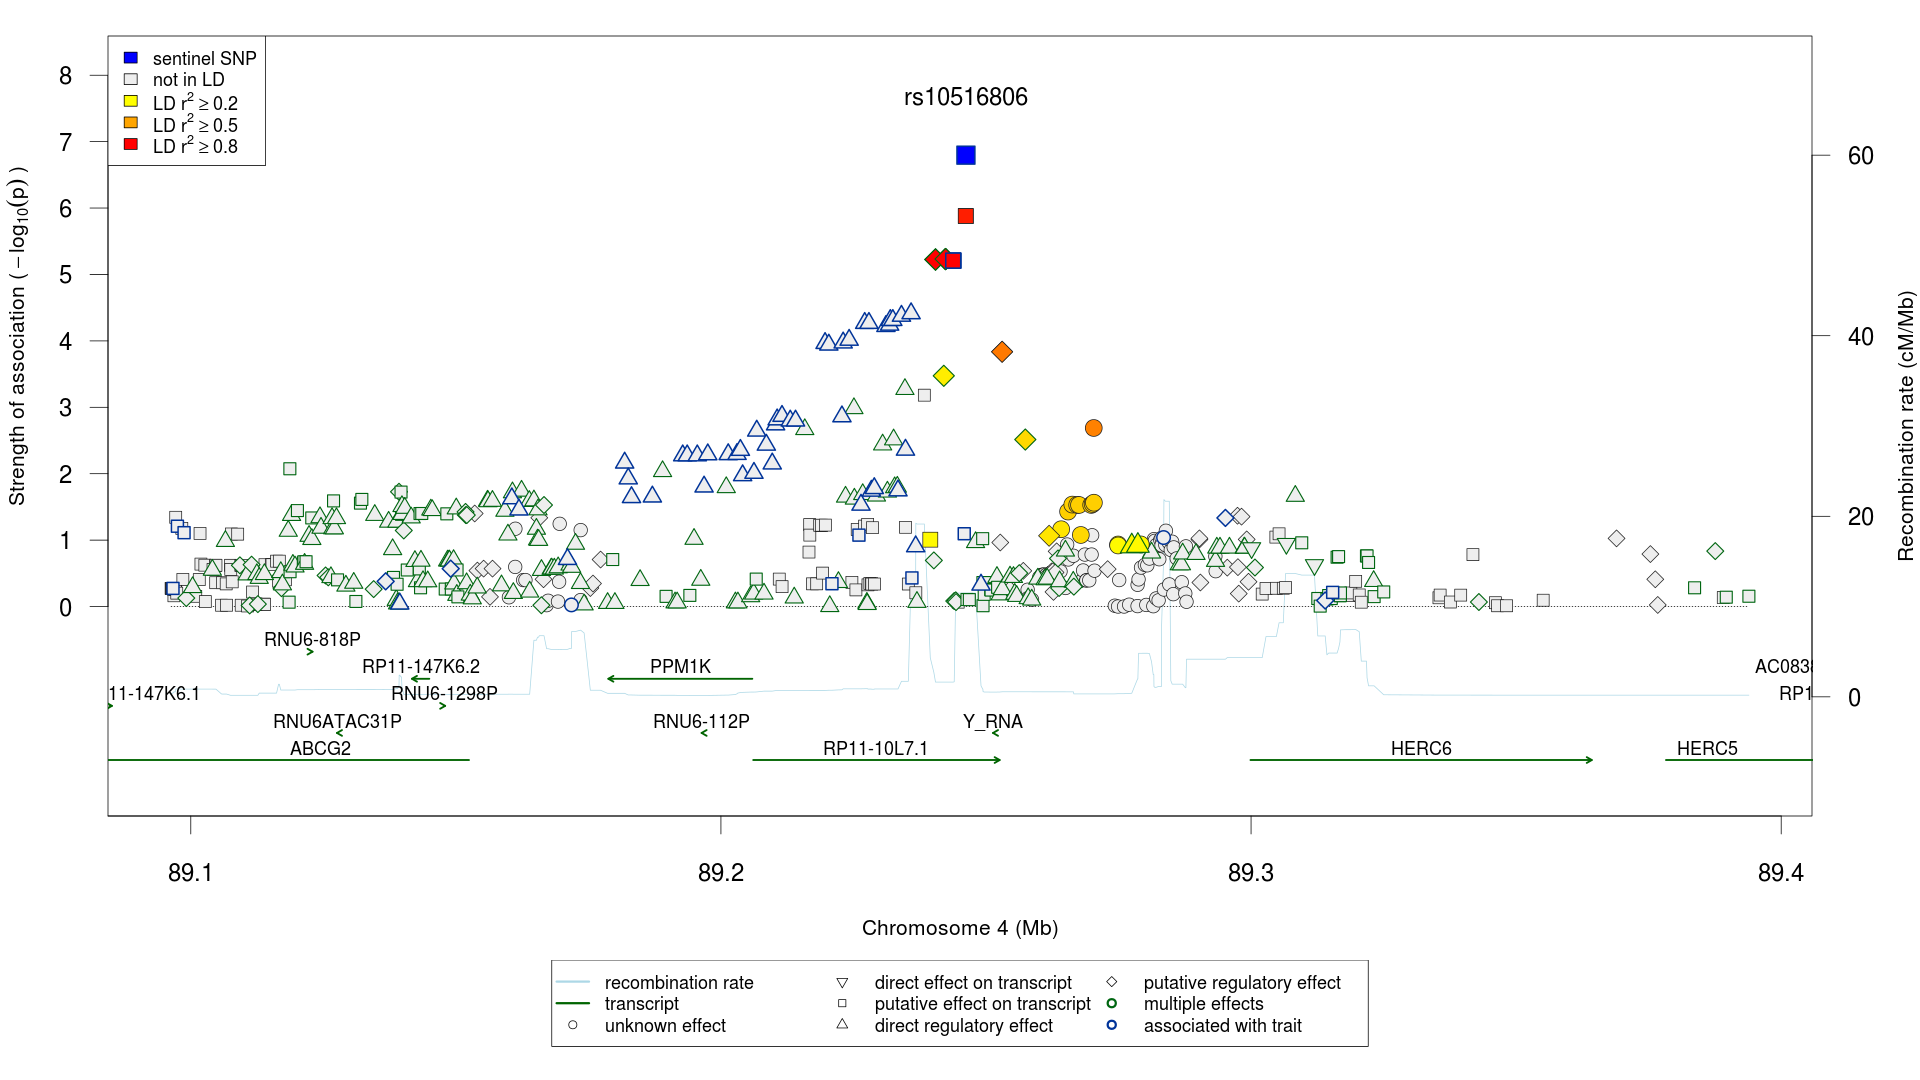 sentinel SNP
not in LD
LD r² ≥ 0.2
LD r² ≥ 0.5
LD r² ≥ 0.8
rs10516806
8
7
6
5
4
3
2
1
0
Strength of association (−log₁₀(p))
60
40
20
0
Recombination rate (cM/Mb)
RNU6-818P
RP11-147K6.2
PPM1K
AC083
11-147K6.1
RNU6-1298P
RP1
RNU6ATAC31P
RNU6-112P
Y_RNA
ABCG2
RP11-10L7.1
HERC6
HERC5
89.1
89.2
89.3
89.4
Chromosome 4 (Mb)
recombination rate
transcript
unknown effect
direct effect on transcript
putative effect on transcript
direct regulatory effect
putative regulatory effect
multiple effects
associated with trait